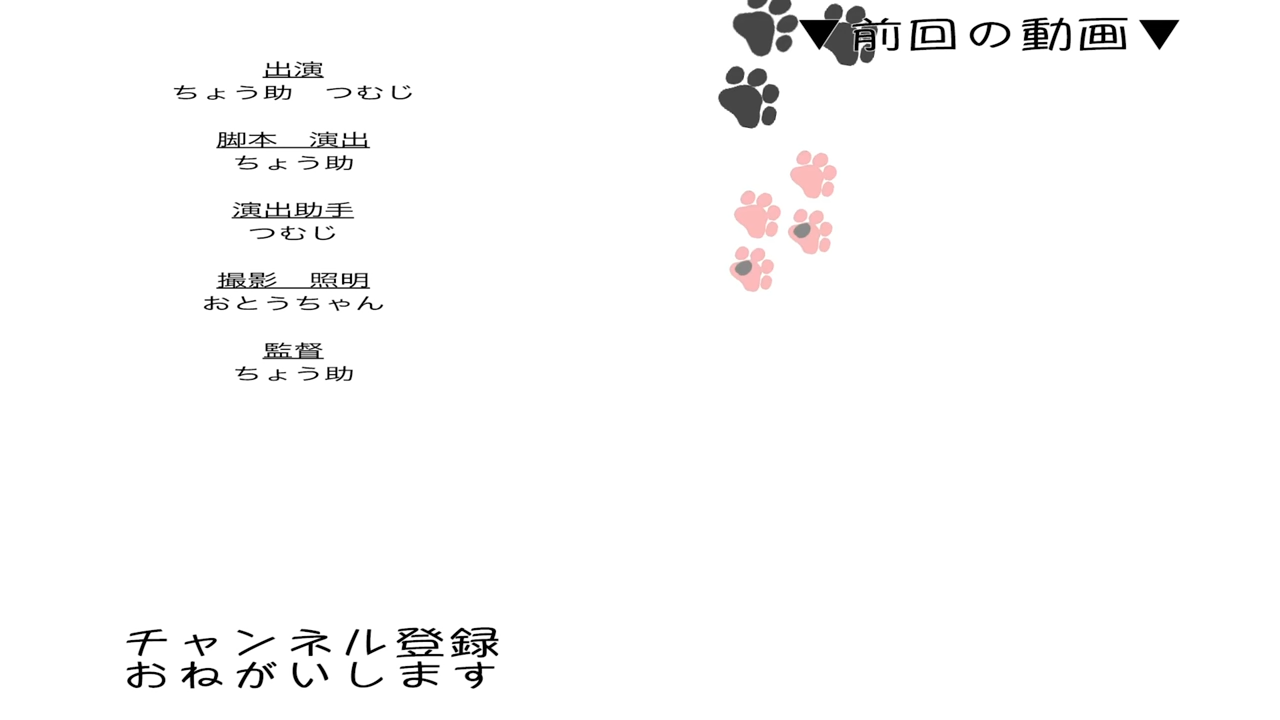 出演
ちょう助　つむじ
脚本　演出
ちょう助
演出助手
つむじ
撮影　照明
おとうちゃん
監督
ちょう助
チャンネル登録
おねがいします
▼前回の動画▼